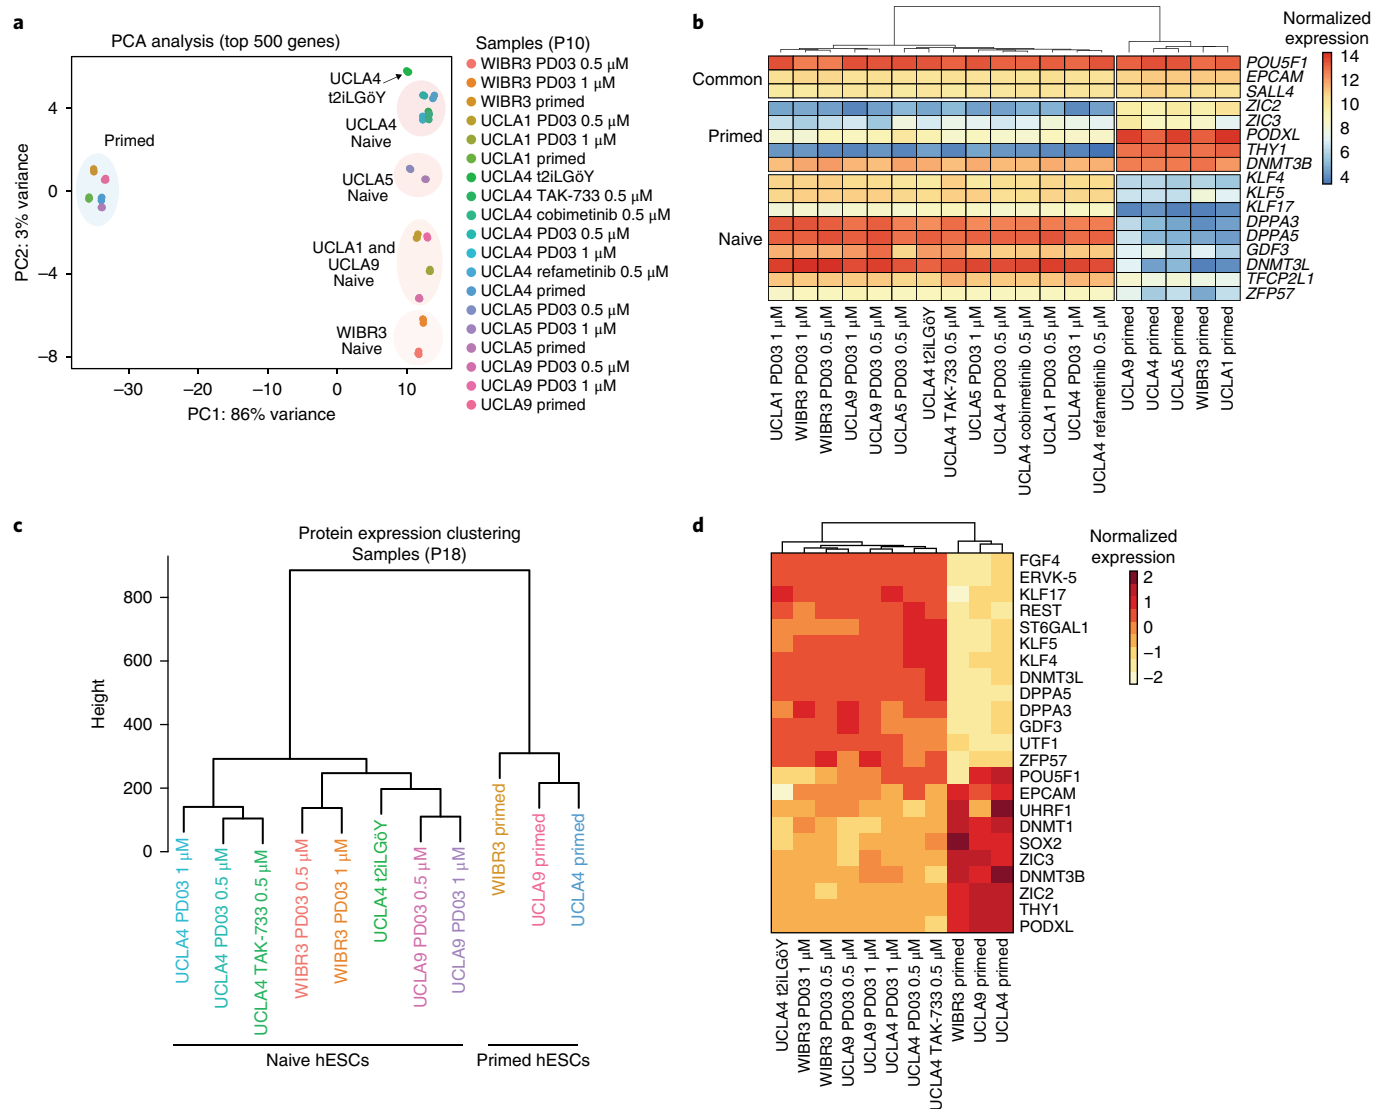 a
PCA analysis (top 500 genes)
PC2: 3% variance
4
0
−4
−8
−30
−20
−10
0
10
PC1: 86% variance
Primed
UCLA4
t2iLGöY
UCLA4
Naive
UCLA5
Naive
UCLA1 and
UCLA9
Naive
WIBR3
Naive
Samples (P10)
WIBR3 PD03 0.5 μM
WIBR3 PD03 1 μM
WIBR3 primed
UCLA1 PD03 0.5 μM
UCLA1 PD03 1 μM
UCLA1 primed
UCLA4 t2iLGöY
UCLA4 TAK-733 0.5 μM
UCLA4 cobimetinib 0.5 μM
UCLA4 PD03 0.5 μM
UCLA4 PD03 1 μM
UCLA4 refametinib 0.5 μM
UCLA4 primed
UCLA5 PD03 0.5 μM
UCLA5 PD03 1 μM
UCLA5 primed
UCLA9 PD03 0.5 μM
UCLA9 PD03 1 μM
UCLA9 primed
b
Common
Primed
Naive
POU5F1
EPCAM
SALL4
ZIC2
ZIC3
PODXL
THY1
DNMT3B
KLF4
KLF5
KLF17
DPPA3
DPPA5
GDF3
DNMT3L
TFCP2L1
ZFP57
Normalized
expression
14
12
10
8
6
4
UCLA1 PD03 1 μM
WIBR3 PD03 1 μM
WIBR3 PD03 0.5 μM
UCLA9 PD03 1 μM
UCLA9 PD03 0.5 μM
UCLA5 PD03 0.5 μM
UCLA4 t2iLGöY
UCLA4 TAK-733 0.5 μM
UCLA5 PD03 1 μM
UCLA4 PD03 0.5 μM
UCLA4 cobimetinib 0.5 μM
UCLA1 PD03 0.5 μM
UCLA4 PD03 1 μM
UCLA4 refametinib 0.5 μM
UCLA9 primed
UCLA4 primed
UCLA5 primed
WIBR3 primed
UCLA1 primed
c
Protein expression clustering
Samples (P18)
Height
800
600
400
200
0
UCLA4 PD03 1 μM
UCLA4 PD03 0.5 μM
UCLA4 TAK-733 0.5 μM
WIBR3 PD03 0.5 μM
WIBR3 PD03 1 μM
UCLA4 t2iLGöY
UCLA9 PD03 0.5 μM
UCLA9 PD03 1 μM
WIBR3 primed
UCLA9 primed
UCLA4 primed
Naive hESCs
Primed hESCs
d
Normalized
expression
2
1
0
−1
−2
FGF4
ERVK-5
KLF17
REST
ST6GAL1
KLF5
KLF4
DNMT3L
DPPA5
DPPA3
GDF3
UTF1
ZFP57
POU5F1
EPCAM
UHRF1
DNMT1
SOX2
ZIC3
DNMT3B
ZIC2
THY1
PODXL
UCLA4 t2iLGöY
WIBR3 PD03 1 μM
WIBR3 PD03 0.5 μM
UCLA9 PD03 0.5 μM
UCLA9 PD03 1 μM
UCLA4 PD03 1 μM
UCLA4 PD03 0.5 μM
UCLA4 TAK-733 0.5 μM
WIBR3 primed
UCLA9 primed
UCLA4 primed